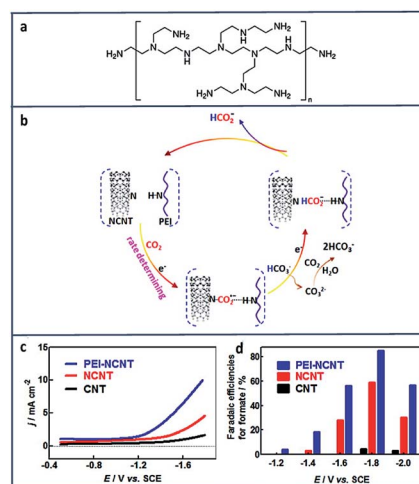 a
NH₂
NH₂
H
N
NH₂
H₂N
N
N
H
N
N
N
H
NH₂
N
n
H₂N
NH₂
b
HCO₂⁻
N
H-N
N HCO₂⁻ H-N
NCNT
PEI
CO₂
e⁻
rate determining
e⁻
2HCO₃⁻
HCO₃⁻
CO₂
H₂O
CO₃²⁻
N-CO₂•⁻ H-N
c
d
PEI-NCNT
NCNT
CNT
j / mA cm⁻²
15
10
5
0
-0.4 -0.8 -1.2 -1.6
E / V vs. SCE
PEI-NCNT
NCNT
CNT
Faradaic efficiencies
for formate / %
80
60
40
20
0
-1.2 -1.4 -1.6 -1.8 -2.0
E / V vs. SCE